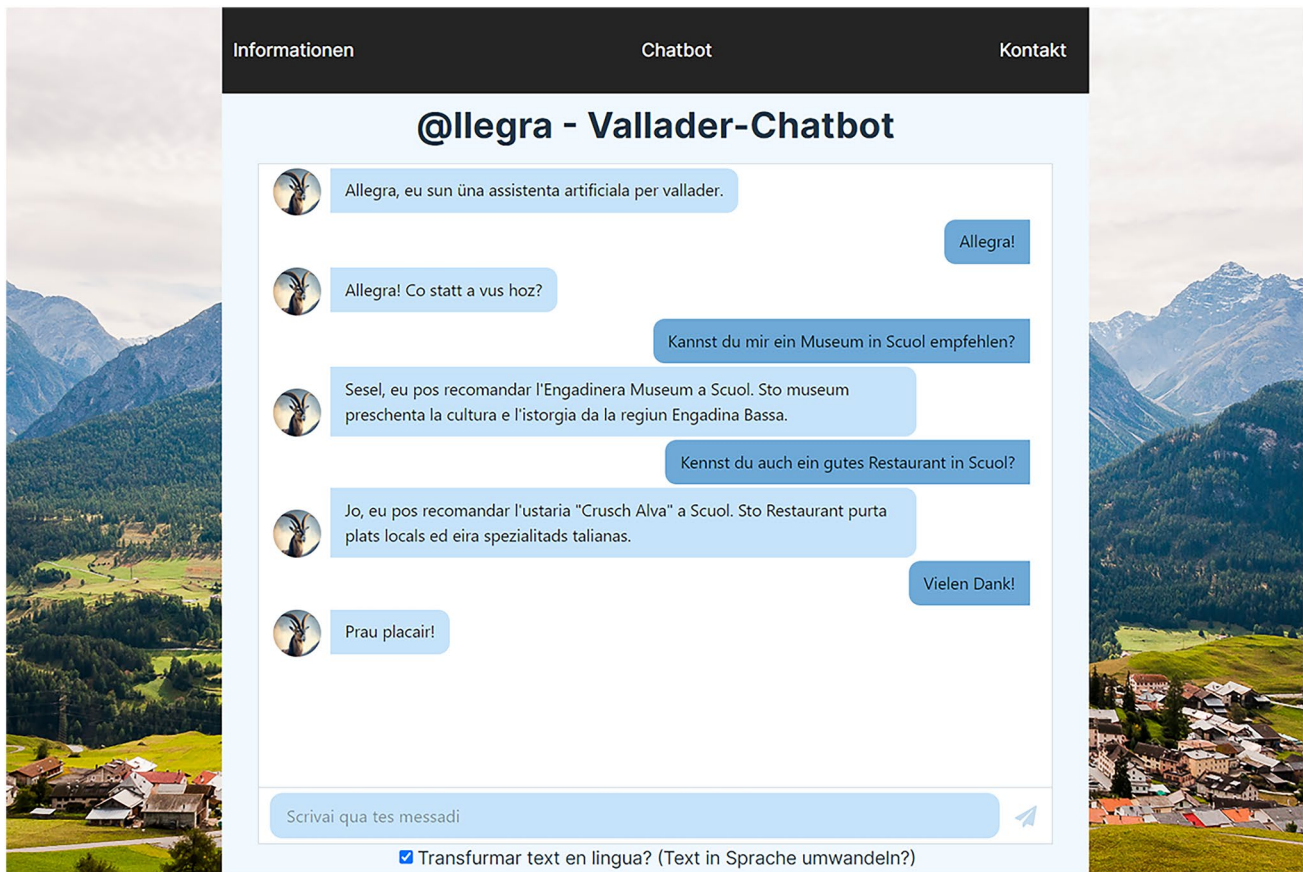 Informationen
Chatbot
Kontakt
@llegra - Vallader-Chatbot
Allegra, eu sun üna assistenta artificiala per vallader.
Allegra!
Allegra! Co statt a vus hoz?
Kannst du mir ein Museum in Scuol empfehlen?
Sesel, eu pos recomandar l'Engadinera Museum a Scuol. Sto museum
preschenta la cultura e l'istorgia da la regiun Engadina Bassa.
Kennst du auch ein gutes Restaurant in Scuol?
Jo, eu pos recomandar l'ustaria "Crusch Alva" a Scuol. Sto Restaurant purta
plats locals ed eira spezialitads talianas.
Vielen Dank!
Prau placair!
Scrivai qua tes messadi
Transfurmar text en lingua? (Text in Sprache umwandeln?)